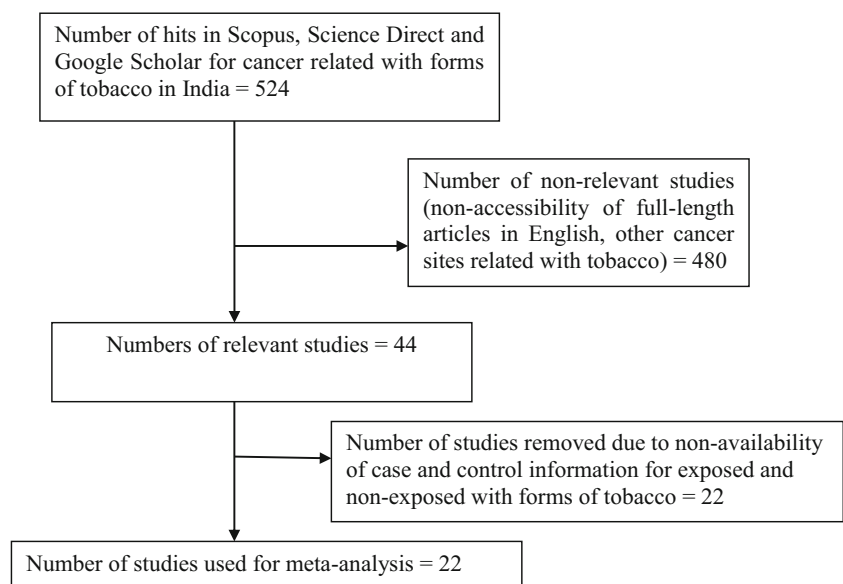 Number of hits in Scopus, Science Direct and
Google Scholar for cancer related with forms
of tobacco in India = 524
Number of non-relevant studies
(non-accessibility of full-length
articles in English, other cancer
sites related with tobacco) = 480
Numbers of relevant studies = 44
Number of studies removed due to non-availability
of case and control information for exposed and
non-exposed with forms of tobacco = 22
Number of studies used for meta-analysis = 22